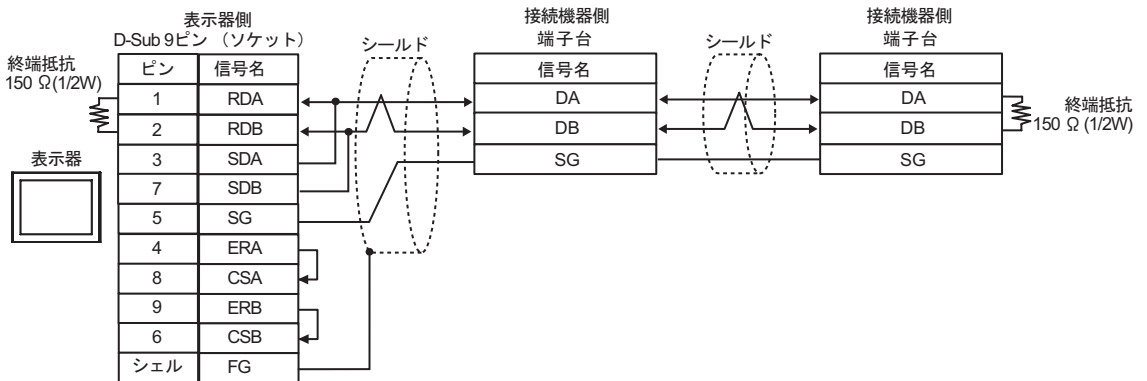 表示器側
D-Sub 9ピン （ソケット）
終端抵抗
150 Ω(1/2W)
表示器
ピン 信号名
1 RDA
2 RDB
3 SDA
7 SDB
5 SG
4 ERA
8 CSA
9 ERB
6 CSB
シェル FG
シールド
接続機器側
端子台
信号名
DA
DB
SG
シールド
接続機器側
端子台
信号名
DA
DB
SG
終端抵抗
150 Ω (1/2W)